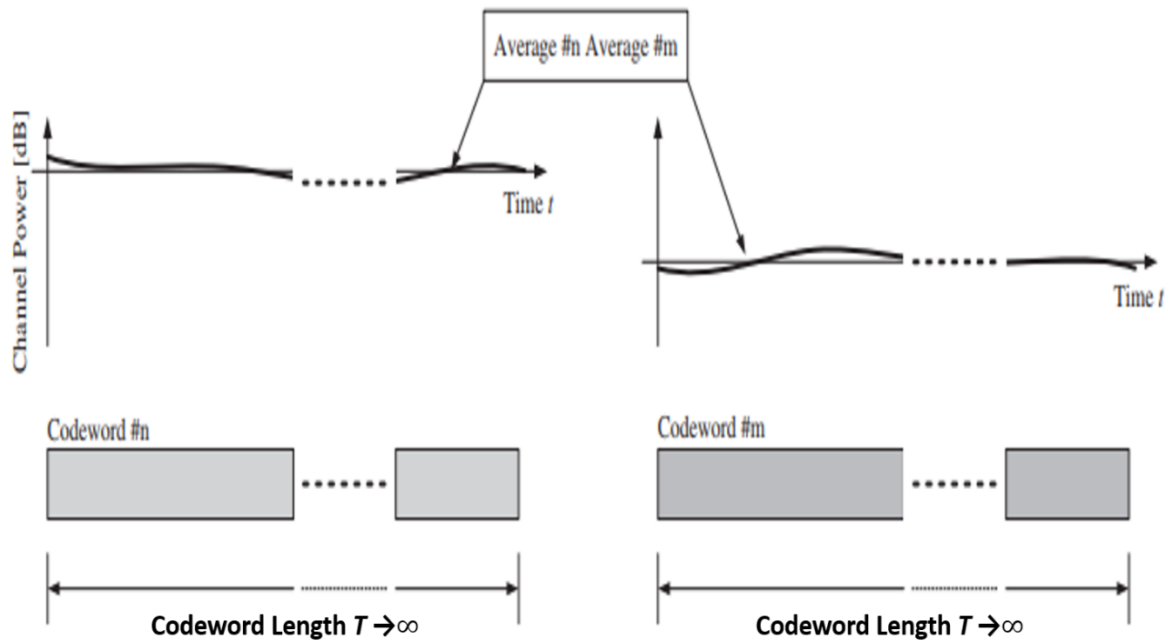 Average #n Average #m
Channel Power [dB]
Time t
Time t
Codeword #n
Codeword #m
Codeword Length T →∞
Codeword Length T →∞